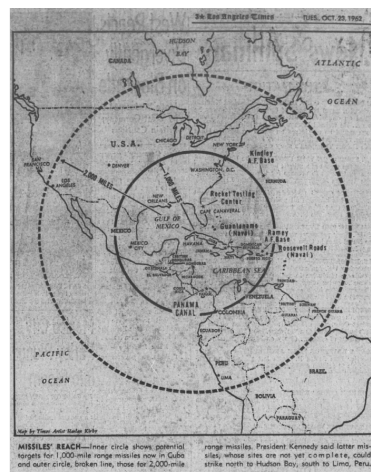 Los Angeles Times
TUES., OCT. 23, 1962
HUDSON
BAY
CANADA
ATLANTIC
OCEAN
U.S.A.
CHICAGO
DETROIT
NEW YORK
Kindley
A.F. Base
SAN
FRANCISCO
DENVER
WASHINGTON, D.C.
BERMUDA
LOS
ANGELES
2,000 MILES
1,000 MILES
Rocket Testing
Center
NEW
ORLEANS
CAPE CANAVERAL
GULF OF
MEXICO
Guantanamo
(Naval)
Ramey
A.F. Base
MEXICO
HAVANA
Roosevelt Roads
(Naval)
MEXICO
CITY
CARIBBEAN SEA
PANAMA
CANAL
VENEZUELA
COLOMBIA
ECUADOR
PERU
BRAZIL
LIMA
PACIFIC
OCEAN
BOLIVIA
PARAGUAY
Map by Times Artist Harlan Kirby
MISSILES' REACH—Inner circle shows potential
targets for 1,000-mile range missiles now in Cuba
and outer circle, broken line, those for 2,000-mile
range missiles. President Kennedy said latter mis-
siles, whose sites are not yet complete, could
strike north to Hudson Bay, south to Lima, Peru